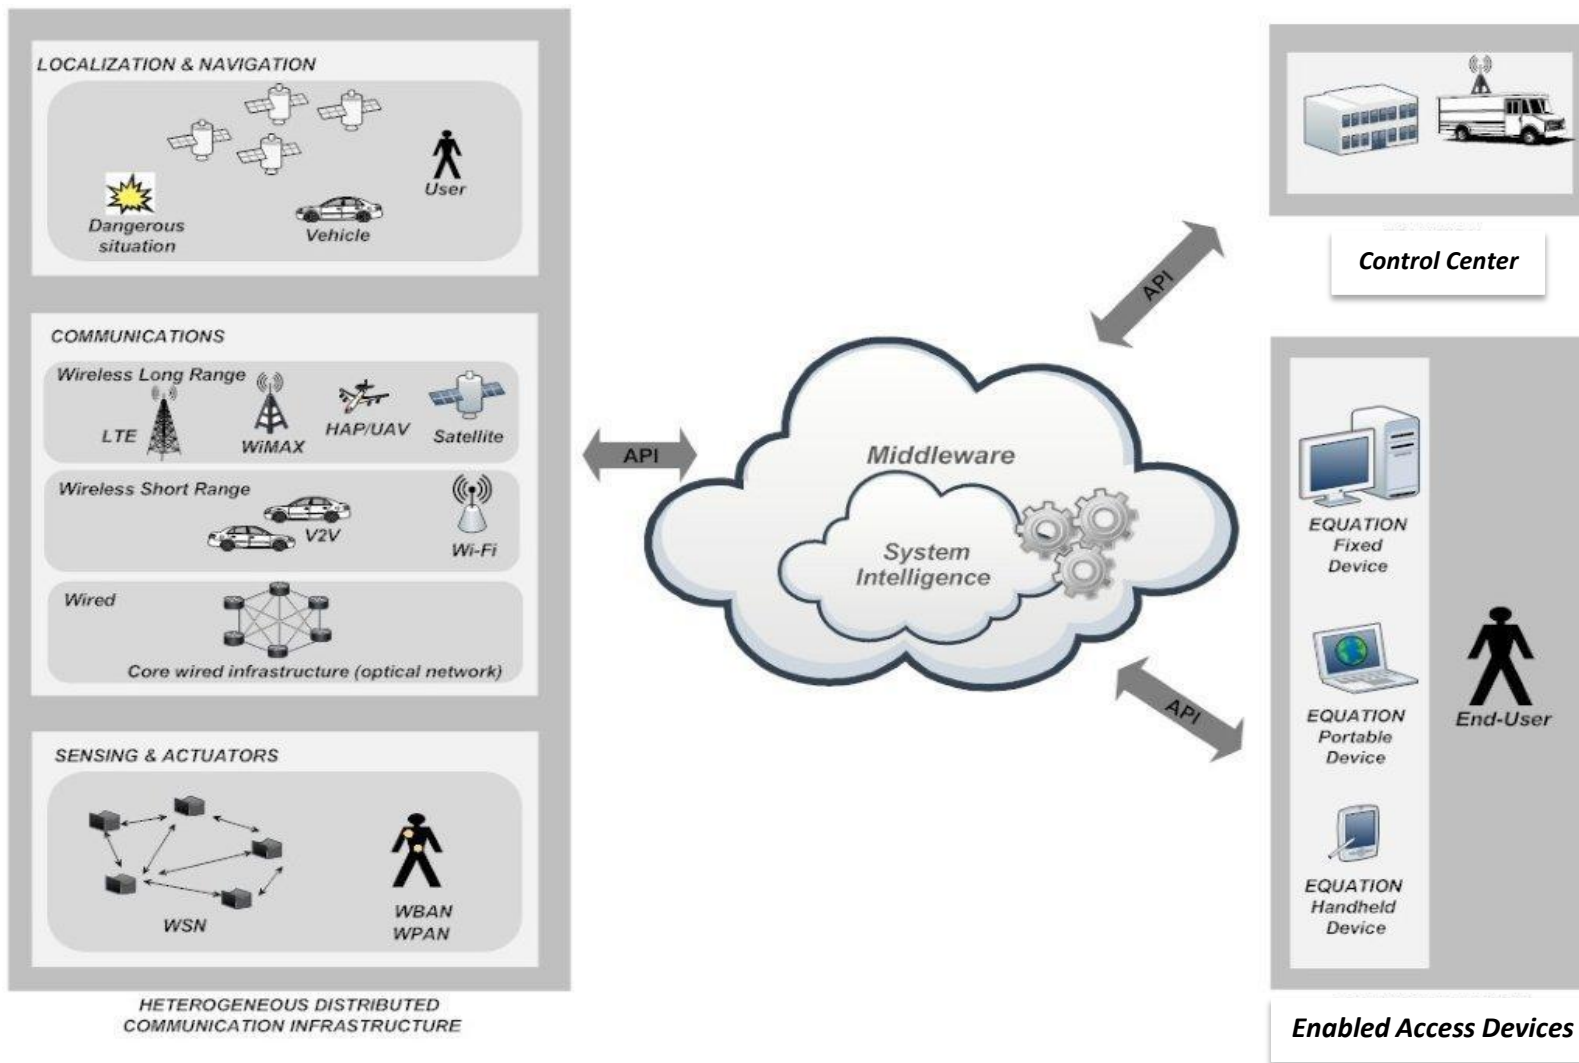 LOCALIZATION & NAVIGATION
User
Dangerous
situation
Vehicle
COMMUNICATIONS
Wireless Long Range
LTE
WiMAX
HAP/UAV
Satellite
Wireless Short Range
V2V
Wi-Fi
Wired
Core wired infrastructure (optical network)
SENSING & ACTUATORS
WSN
WBAN
WPAN
HETEROGENEOUS DISTRIBUTED
COMMUNICATION INFRASTRUCTURE
API
Middleware
System
Intelligence
API
API
Control Center
EQUATION
Fixed
Device
EQUATION
Portable
Device
EQUATION
Handheld
Device
End-User
Enabled Access Devices